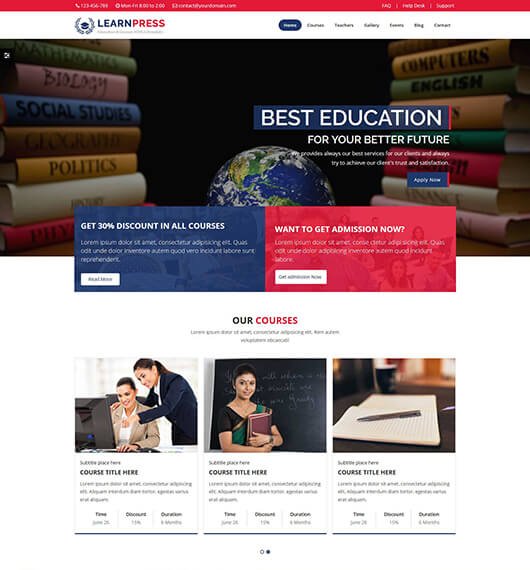 123-456-789 Mon-Fri 8:00 to 2:00 contact@yourdomain.com FAQ | Help Desk | Support
LEARNPRESS
Home Courses Teachers Gallery Events Blog Contact
COMPUTERS
BIOLOGY
ENGLISH
SOCIAL STUDIES
GEOGRAPHY
POLITICS
PHYSICS
BEST EDUCATION
FOR YOUR BETTER FUTURE
We provides always our best services for our clients and always
try to achieve our client's trust and satisfaction.
Apply Now
GET 30% DISCOUNT IN ALL COURSES
Lorem ipsum dolor sit amet, consectetur adipisicing elit. Quas
odit dolor inventore autem nemo vero incidunt labore sunt
reprehenderit.
Read More
WANT TO GET ADMISSION NOW?
Lorem ipsum dolor sit amet, conse ctetur adipisicing elit. Quas
odit unde adipisicing inventore autem nemo vero incidunt
labore.
Get admission Now
OUR COURSES
Lorem ipsum dolor sit amet, consectetur adipisicing elit. Rem autem
voluptatem obcaecati!
Subtitle place here
COURSE TITLE HERE
Lorem ipsum dolor sit amet, consectetur adipisicing
elit. Aliquam interdum diam tortor, egestas varius
erat aliquam.
Time Discount Duration
June 26 15% 6 Months
Subtitle place here
COURSE TITLE HERE
Lorem ipsum dolor sit amet, consectetur adipisicing
elit. Aliquam interdum diam tortor, egestas varius
erat aliquam.
Time Discount Duration
June 26 15% 6 Months
Subtitle place here
COURSE TITLE HERE
Lorem ipsum dolor sit amet, consectetur adipisicing
elit. Aliquam interdum diam tortor, egestas varius
erat aliquam.
Time Discount Duration
June 26 15% 6 Months